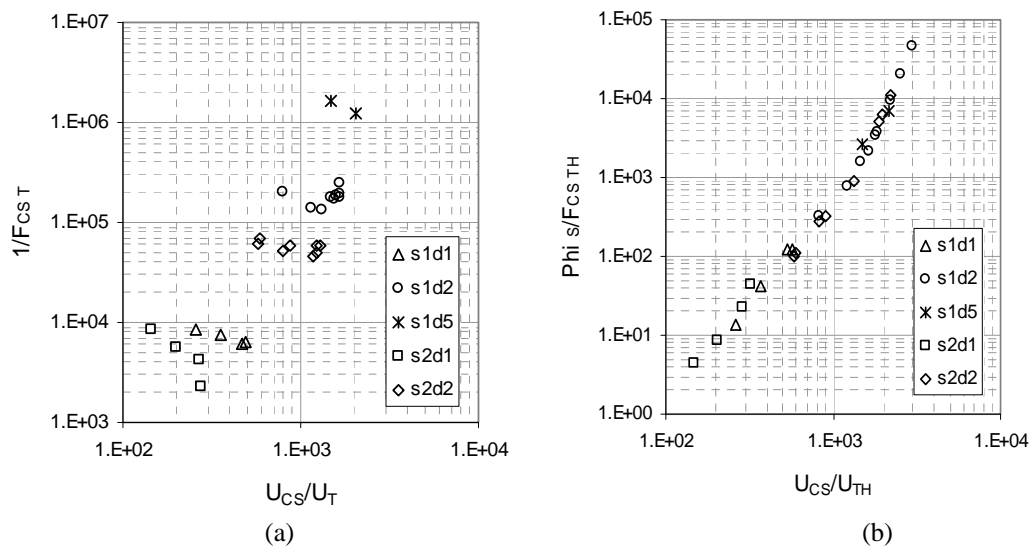 1.E+07
1.E+06
1.E+05
1.E+04
1.E+03
1/FCS T
1.E+02
1.E+03
1.E+04
UCS/UT
s1d1
s1d2
s1d5
s2d1
s2d2
(a)
1.E+05
1.E+04
1.E+03
1.E+02
1.E+01
1.E+00
Phi s/FCS TH
1.E+02
1.E+03
1.E+04
UCS/UTH
s1d1
s1d2
s1d5
s2d1
s2d2
(b)